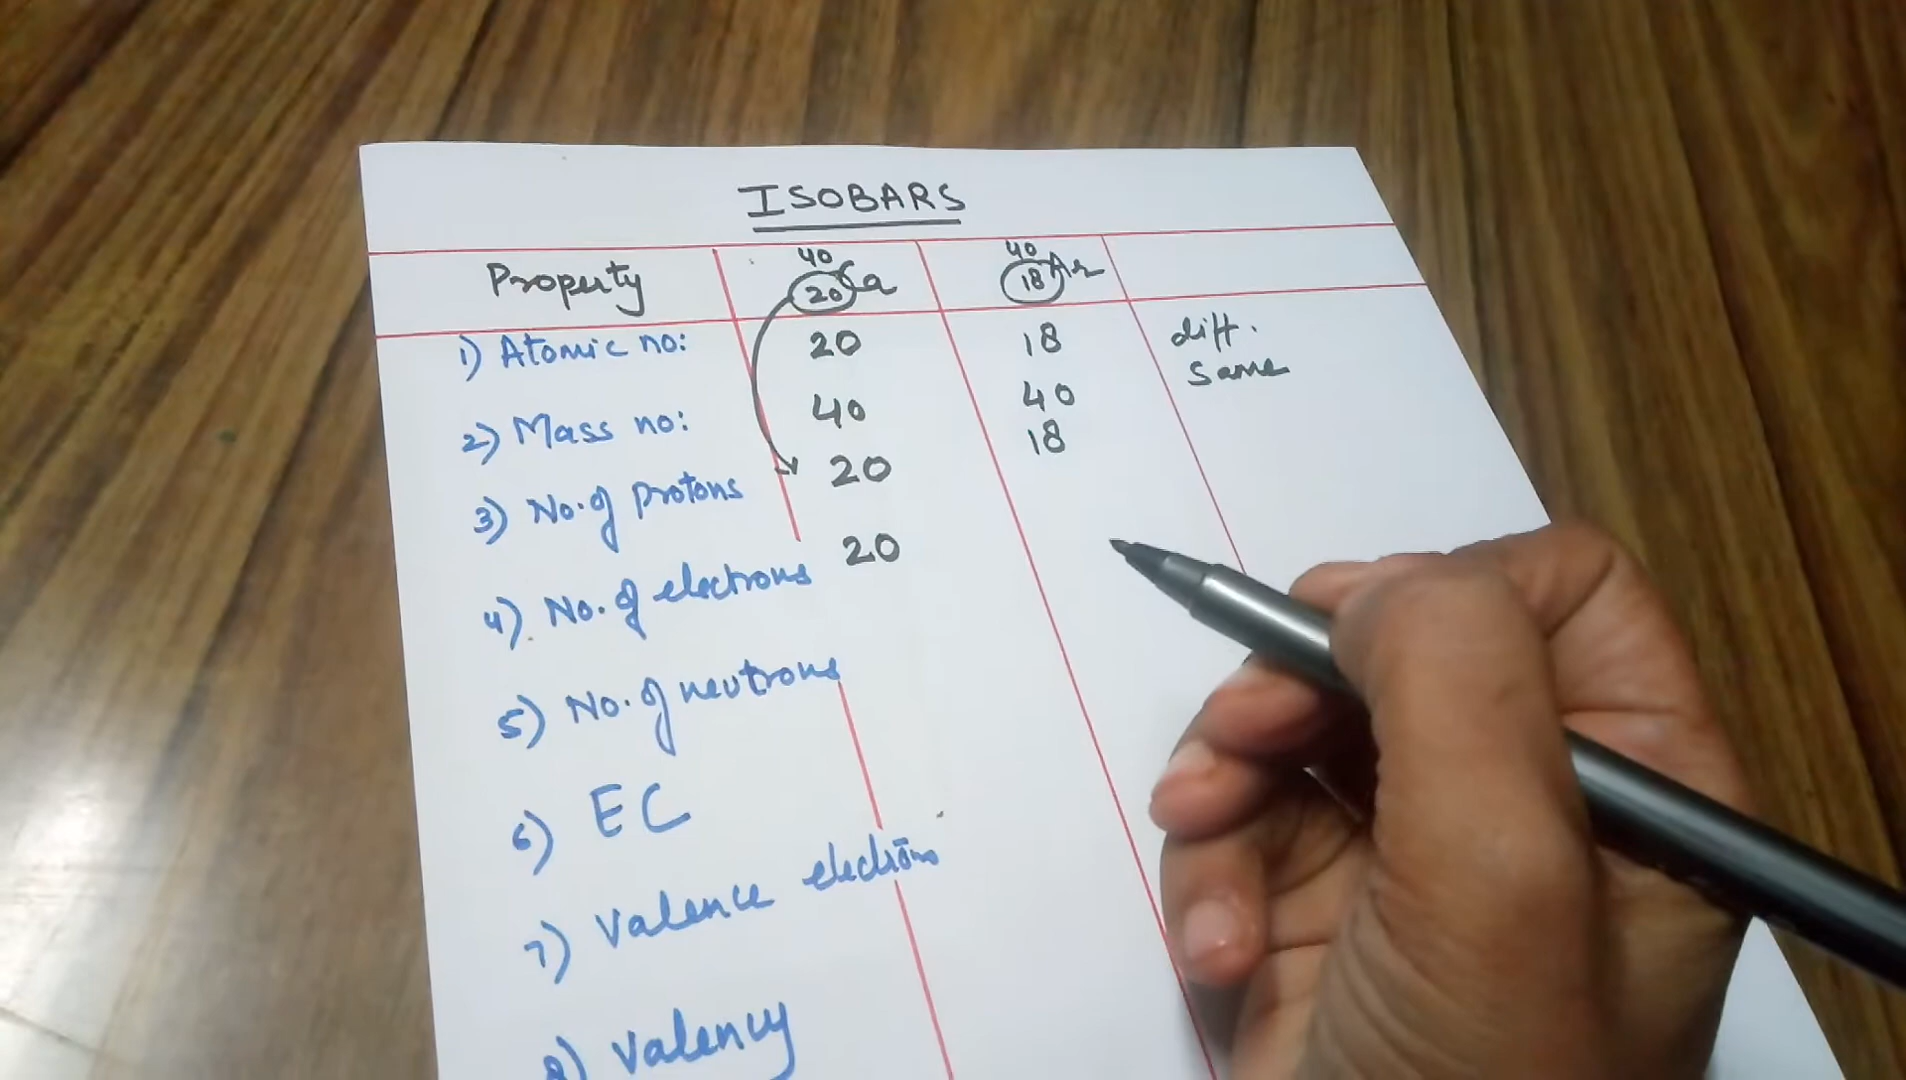 ISOBARS
Property 40 20 Ca 40 18 Ar
1) Atomic no: 20 18 diff.
2) Mass no: 40 40 same
3) No. of protons 20 18
4) No. of electrons 20
5) No. of neutrons
6) EC
7) Valence electrons
8) Valency